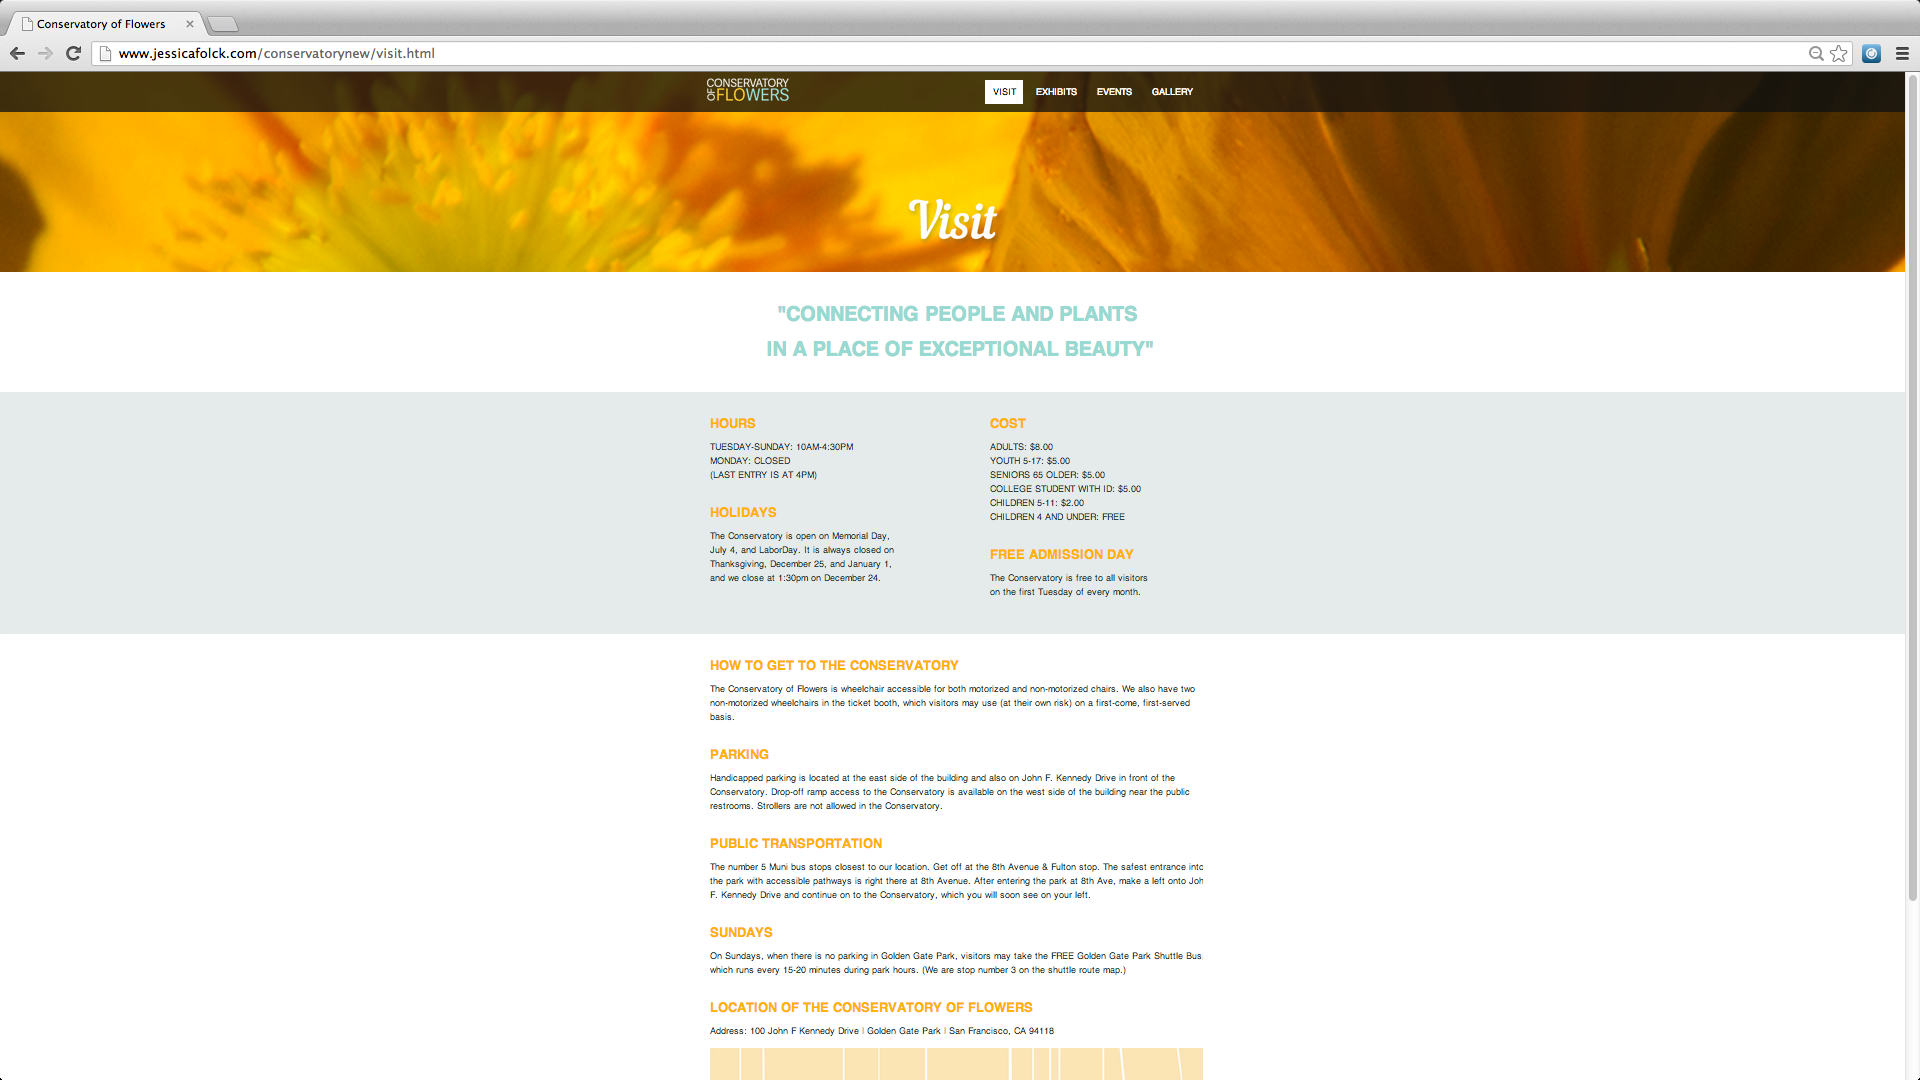 Conservatory of Flowers
www.jessicafolck.com/conservatorynew/visit.html
CONSERVATORY
OF FLOWERS
VISIT EXHIBITS EVENTS GALLERY
Visit
"CONNECTING PEOPLE AND PLANTS
IN A PLACE OF EXCEPTIONAL BEAUTY"
HOURS
TUESDAY-SUNDAY: 10AM-4:30PM
MONDAY: CLOSED
(LAST ENTRY IS AT 4PM)
HOLIDAYS
The Conservatory is open on Memorial Day,
July 4, and LaborDay. It is always closed on
Thanksgiving, December 25, and January 1,
and we close at 1:30pm on December 24.
COST
ADULTS: $8.00
YOUTH 5-17: $5.00
SENIORS 65 OLDER: $5.00
COLLEGE STUDENT WITH ID: $5.00
CHILDREN 5-11: $2.00
CHILDREN 4 AND UNDER: FREE
FREE ADMISSION DAY
The Conservatory is free to all visitors
on the first Tuesday of every month.
HOW TO GET TO THE CONSERVATORY
The Conservatory of Flowers is wheelchair accessible for both motorized and non-motorized chairs. We also have two
non-motorized wheelchairs in the ticket booth, which visitors may use (at their own risk) on a first-come, first-served
basis.
PARKING
Handicapped parking is located at the east side of the building and also on John F. Kennedy Drive in front of the
Conservatory. Drop-off ramp access to the Conservatory is available on the west side of the building near the public
restrooms. Strollers are not allowed in the Conservatory.
PUBLIC TRANSPORTATION
The number 5 Muni bus stops closest to our location. Get off at the 8th Avenue & Fulton stop. The safest entrance into
the park with accessible pathways is right there at 8th Avenue. After entering the park at 8th Ave, make a left onto Joh
F. Kennedy Drive and continue on to the Conservatory, which you will soon see on your left.
SUNDAYS
On Sundays, when there is no parking in Golden Gate Park, visitors may take the FREE Golden Gate Park Shuttle Bus
which runs every 15-20 minutes during park hours. (We are stop number 3 on the shuttle route map.)
LOCATION OF THE CONSERVATORY OF FLOWERS
Address: 100 John F Kennedy Drive | Golden Gate Park | San Francisco, CA 94118